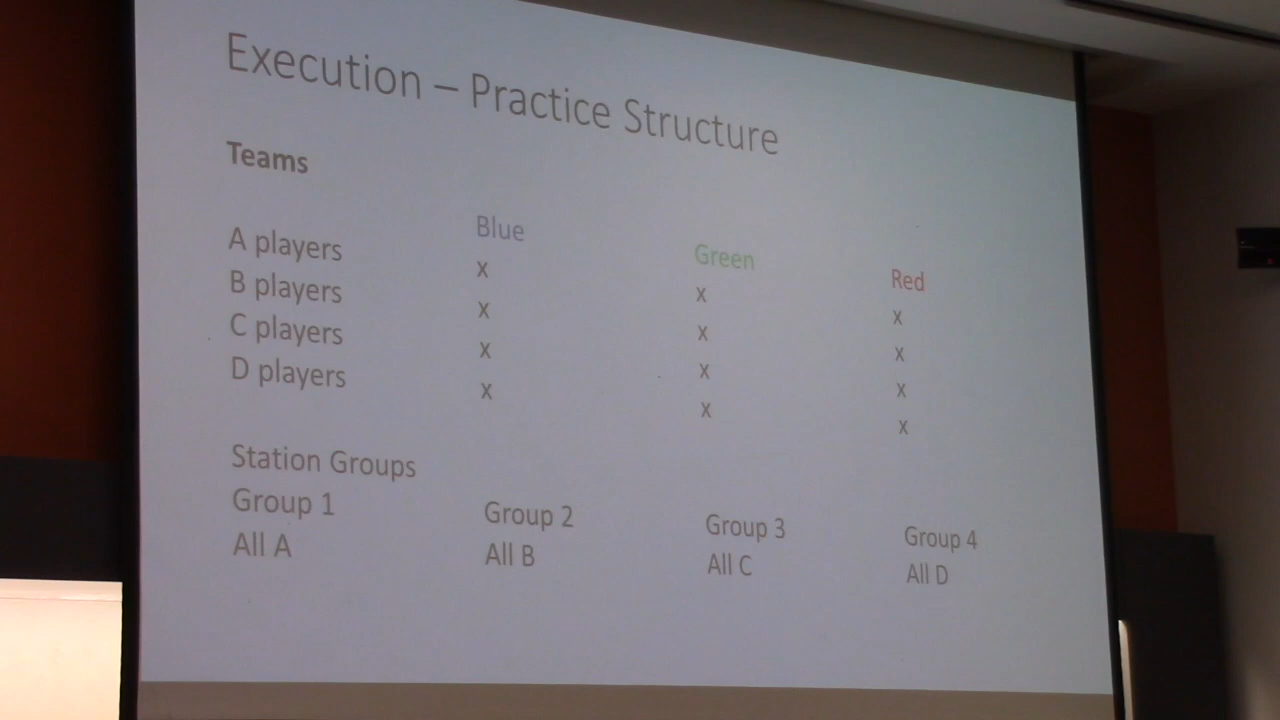 Execution – Practice Structure
Teams
Blue Green Red
A players x x x
B players x x x
C players x x x
D players x x x
Station Groups
Group 1 Group 2 Group 3 Group 4
All A All B All C All D